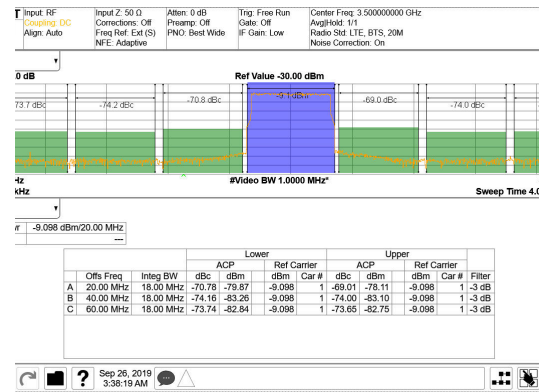 Input: RF Input Z: 50 Ω Atten: 0 dB Trig: Free Run Center Freq: 3.500000000 GHz
Coupling: DC Corrections: Off Preamp: Off Gate: Off Avg|Hold: 1/1
Align: Auto Freq Ref: Ext (S) PNO: Best Wide IF Gain: Low Radio Std: LTE, BTS, 20M
NFE: Adaptive Noise Correction: On
.0 dB Ref Value -30.00 dBm
73.7 dBc -74.2 dBc -70.8 dBc -9.1 dBm -69.0 dBc -74.0 dBc
Hz #Video BW 1.0000 MHz*
kHz Sweep Time 4.0
-9.098 dBm/20.00 MHz
---
Lower Upper
ACP Ref Carrier ACP Ref Carrier
Offs Freq Integ BW dBc dBm dBm Car # dBc dBm dBm Car # Filter
A 20.00 MHz 18.00 MHz -70.78 -79.87 -9.098 1 -69.01 -78.11 -9.098 1 -3 dB
B 40.00 MHz 18.00 MHz -74.16 -83.26 -9.098 1 -74.00 -83.10 -9.098 1 -3 dB
C 60.00 MHz 18.00 MHz -73.74 -82.84 -9.098 1 -73.65 -82.75 -9.098 1 -3 dB
? Sep 26, 2019
3:38:19 AM